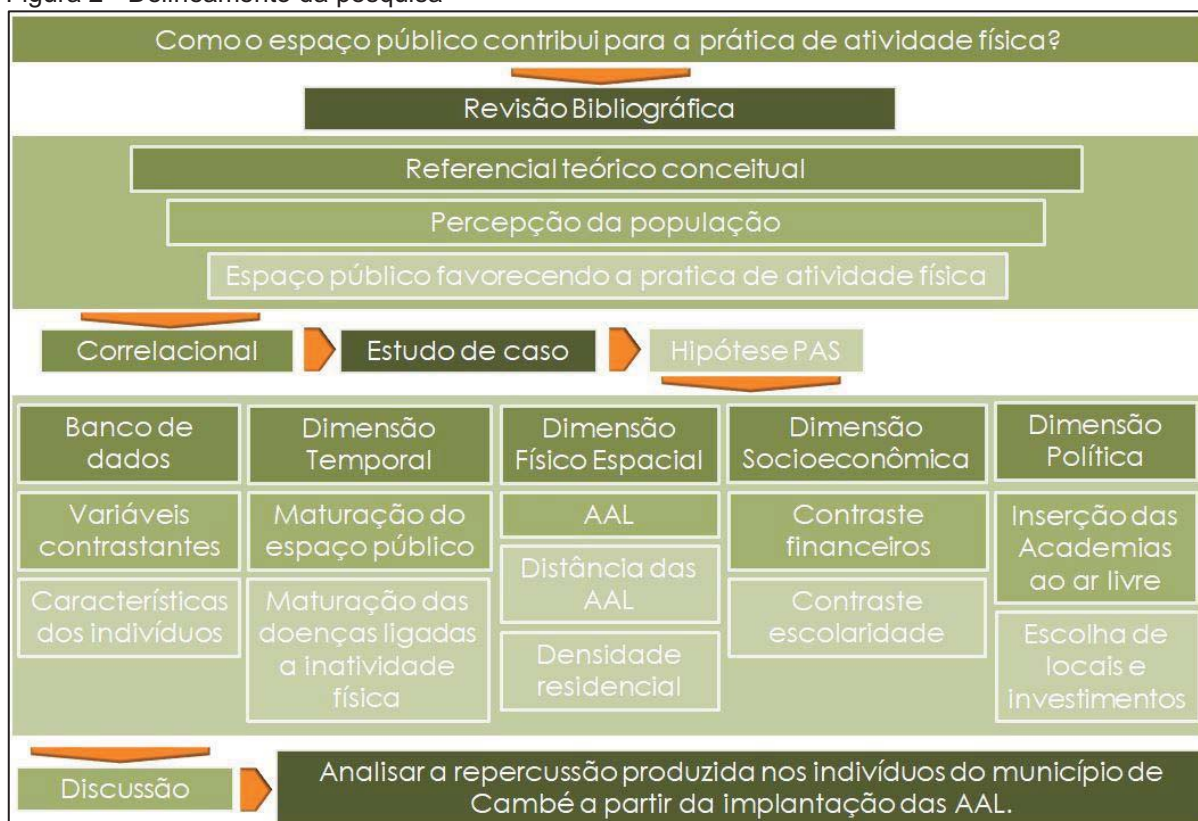 Figura 2 - Delineamento da pesquisa
Como o espaço público contribui para a prática de atividade física?
Revisão Bibliográfica
Referencial teórico conceitual
Percepção da população
Espaço público favorecendo a pratica de atividade física
Correlacional
Estudo de caso
Hipótese PAS
Banco de
dados
Variáveis
contrastantes
Características
dos indivíduos
Dimensão
Temporal
Maturação do
espaço público
Maturação das
doenças ligadas
a inatividade
física
Dimensão
Físico Espacial
AAL
Distância das
AAL
Densidade
residencial
Dimensão
Socioeconômica
Contraste
financeiros
Contraste
escolaridade
Dimensão
Política
Inserção das
Academias
ao ar livre
Escolha de
locais e
investimentos
Discussão
Analisar a repercussão produzida nos indivíduos do município de
Cambé a partir da implantação das AAL.